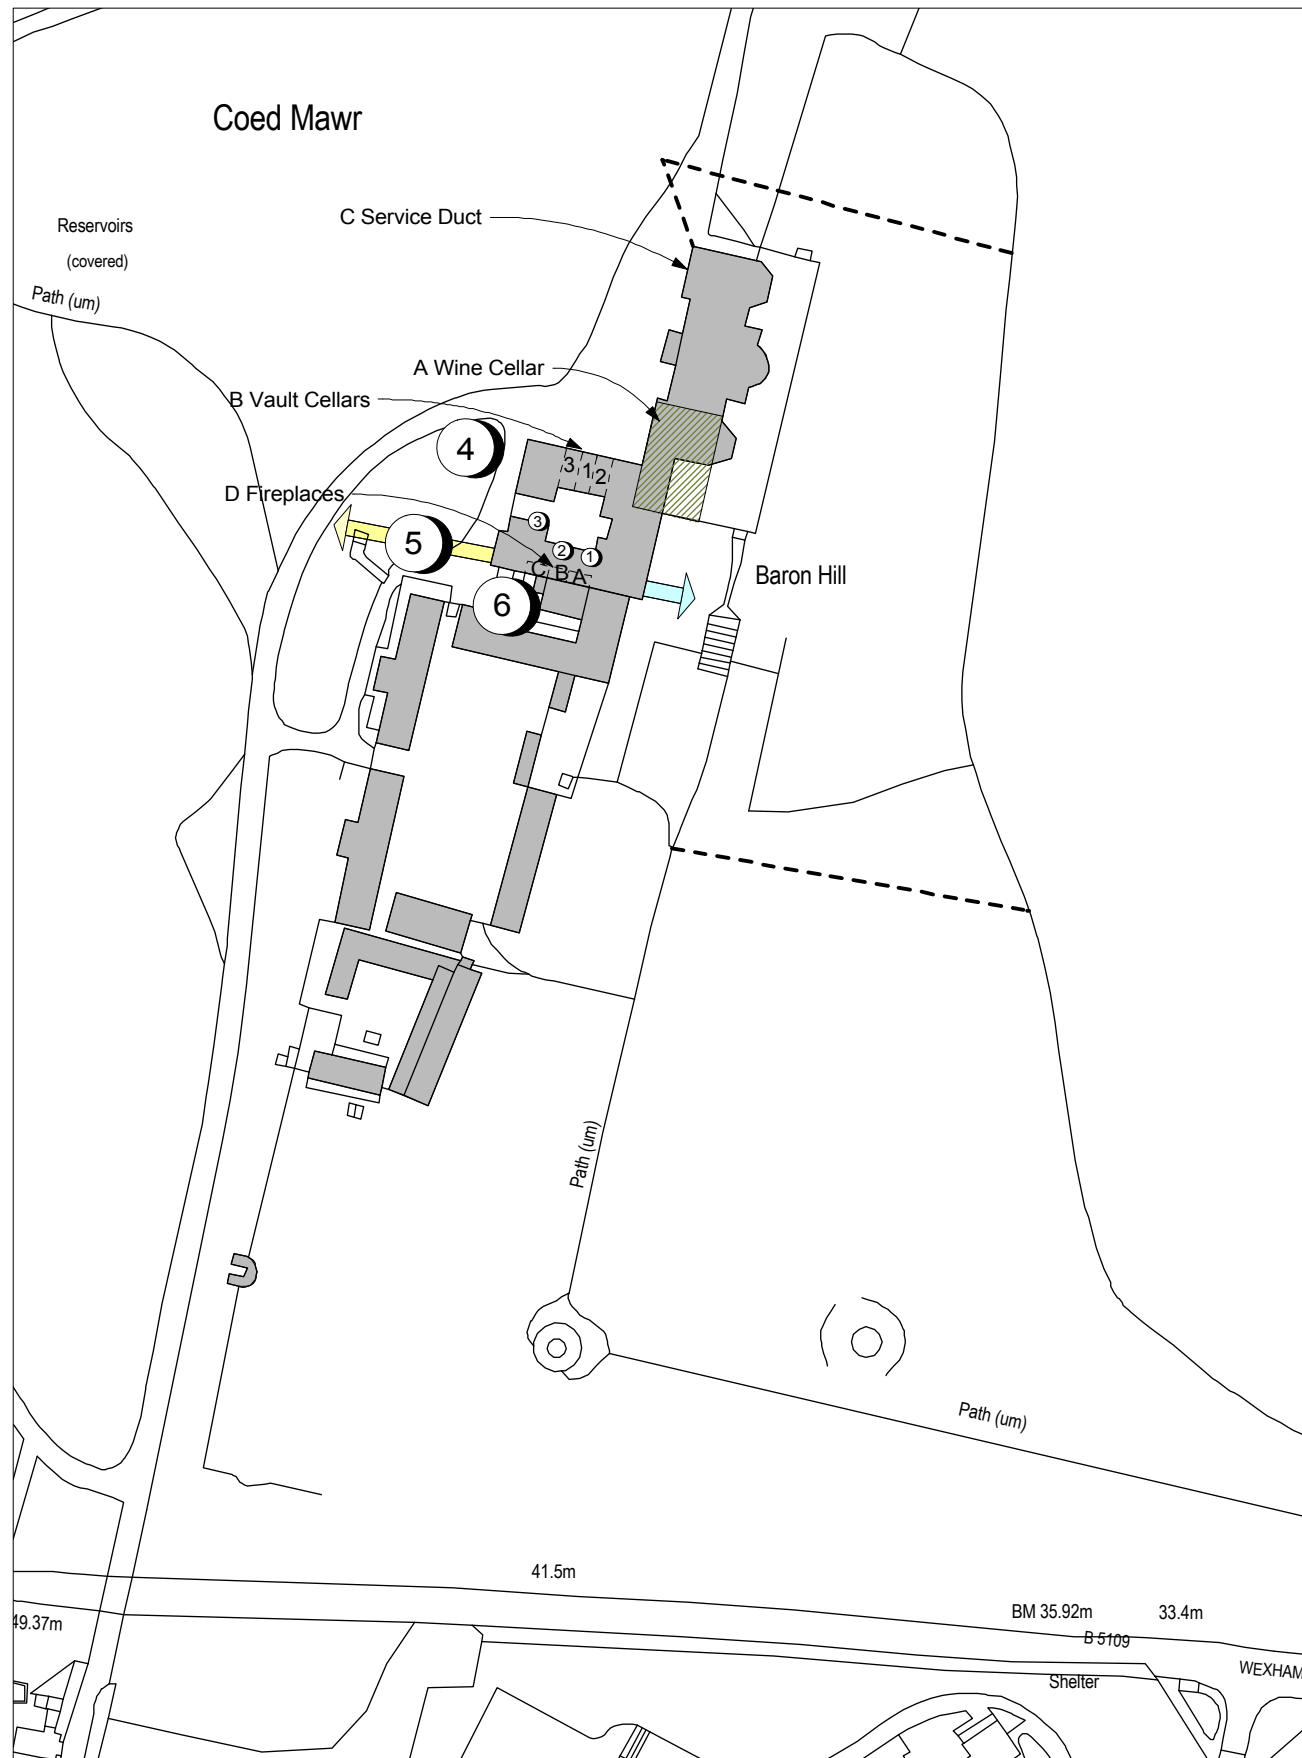 Coed Mawr
C Service Duct
Reservoirs
(covered)
Path (um)
A Wine Cellar
B Vault Cellars
4
3
1
2
D Fireplaces
3
5
2
1
C
B
A
Baron Hill
6
Path (um)
Path (um)
41.5m
BM 35.92m
33.4m
49.37m
B 5109
WEXHAM
Shelter